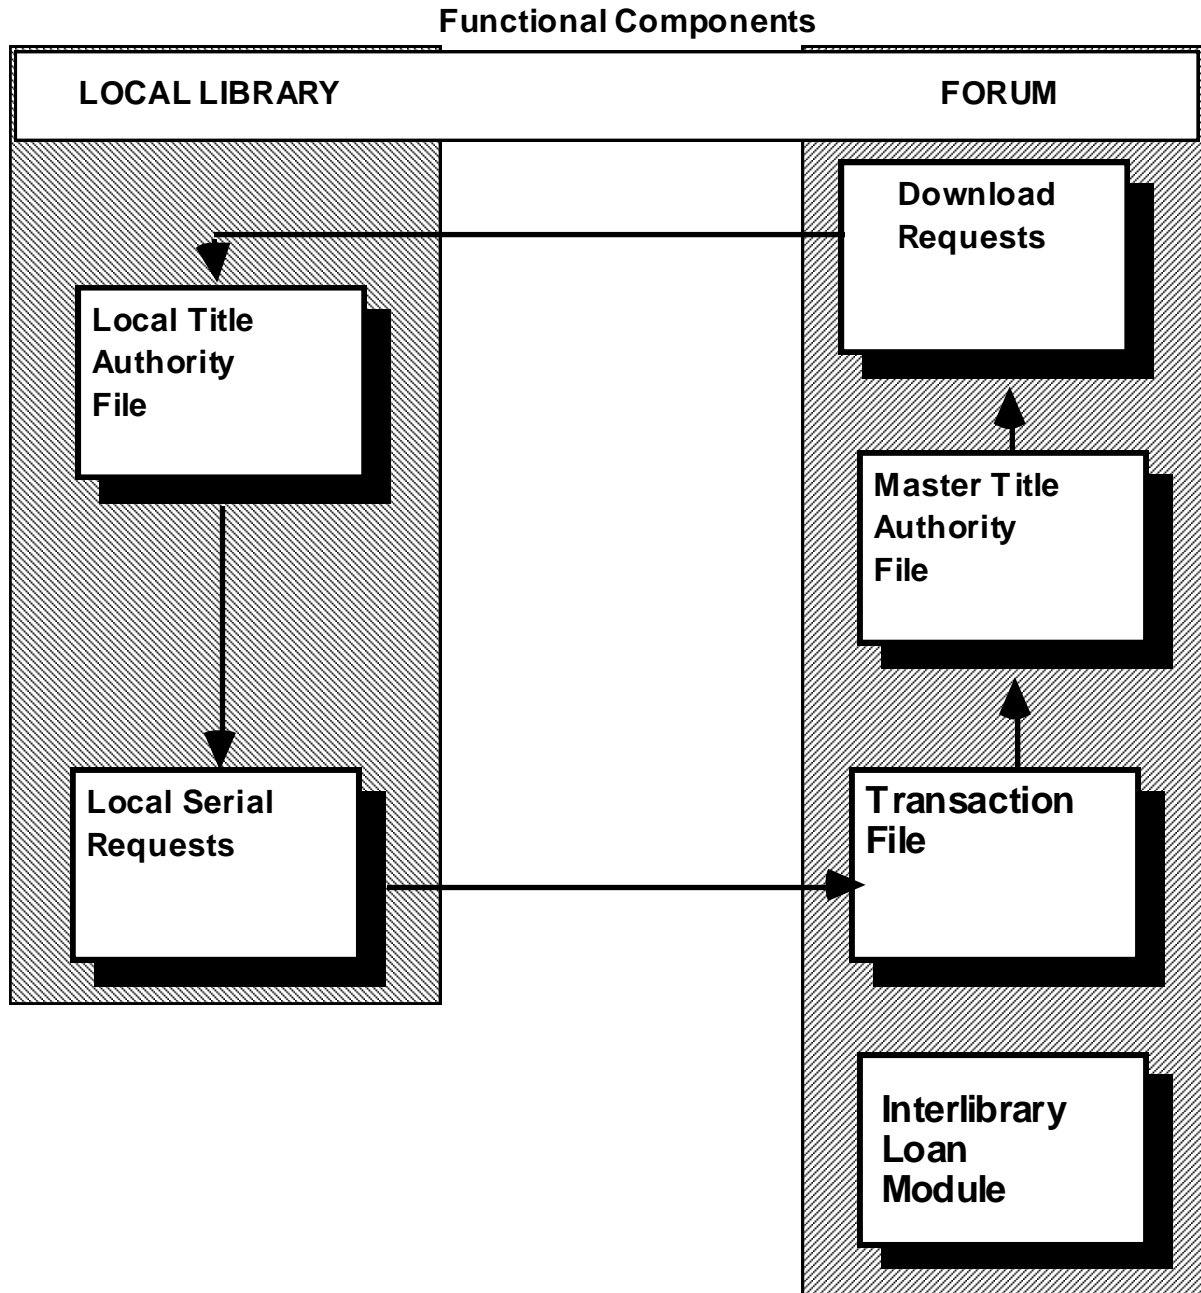 Functional Components
LOCAL LIBRARY
FORUM
Download
Requests
Local Title
Authority
File
Master Title
Authority
File
Local Serial
Requests
Transaction
File
Interlibrary
Loan
Module